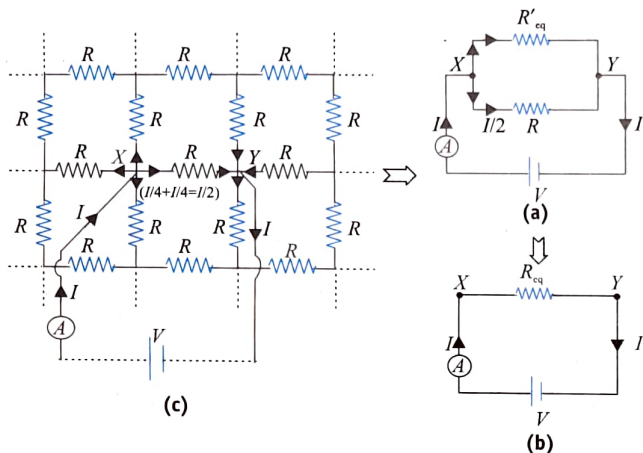 R R R
R R R R
R X R Y R
(I/4+I/4=I/2)
I
R R R R
I
R R R
I
A
V
(c)
R'eq
X Y
I I/2 R I
A
V
(a)
Req
X Y
I I
A
V
(b)